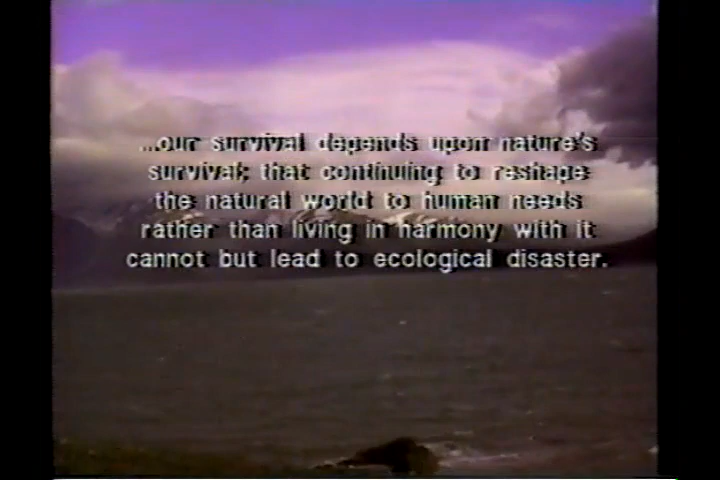 ...our survival depends upon nature's
survival; that continuing to reshape
the natural world to human needs
rather than living in harmony with it
cannot but lead to ecological disaster.